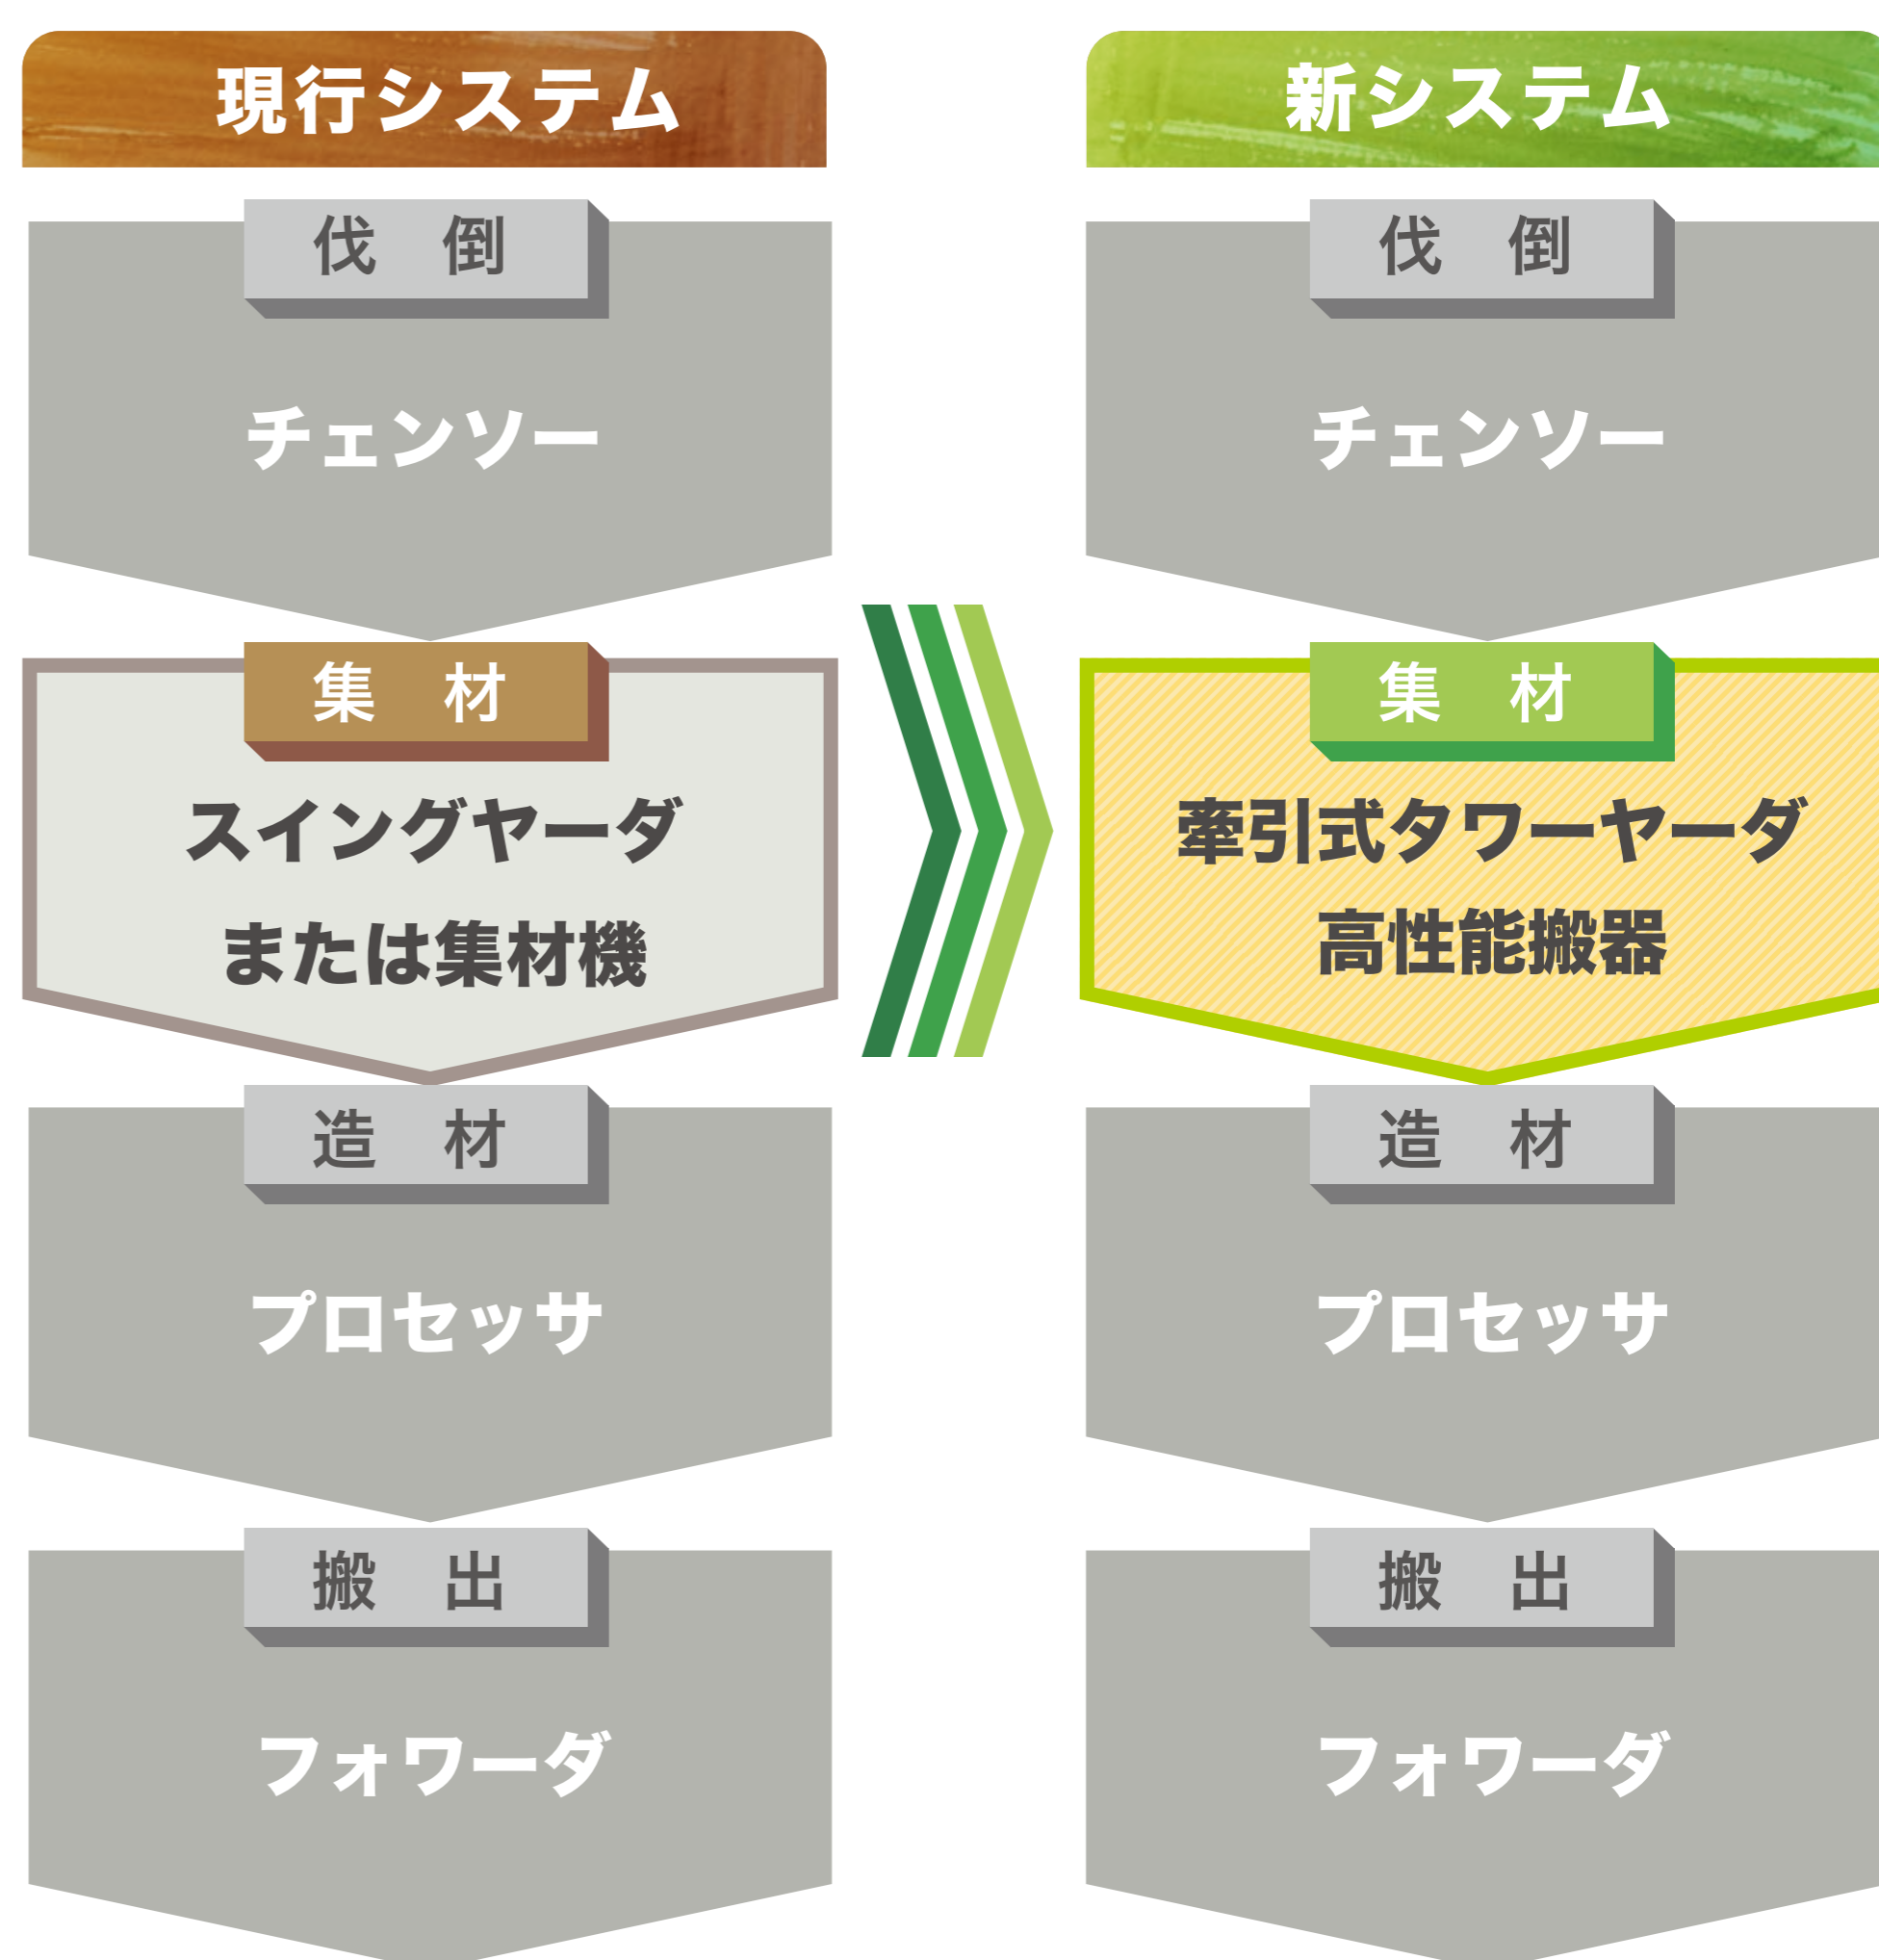 現行システム
伐 倒
チェンソー
集 材
スイングヤーダ
または集材機
造 材
プロセッサ
搬 出
フォワーダ
新システム
伐 倒
チェンソー
集 材
牽引式タワーヤーダ
高性能搬器
造 材
プロセッサ
搬 出
フォワーダ